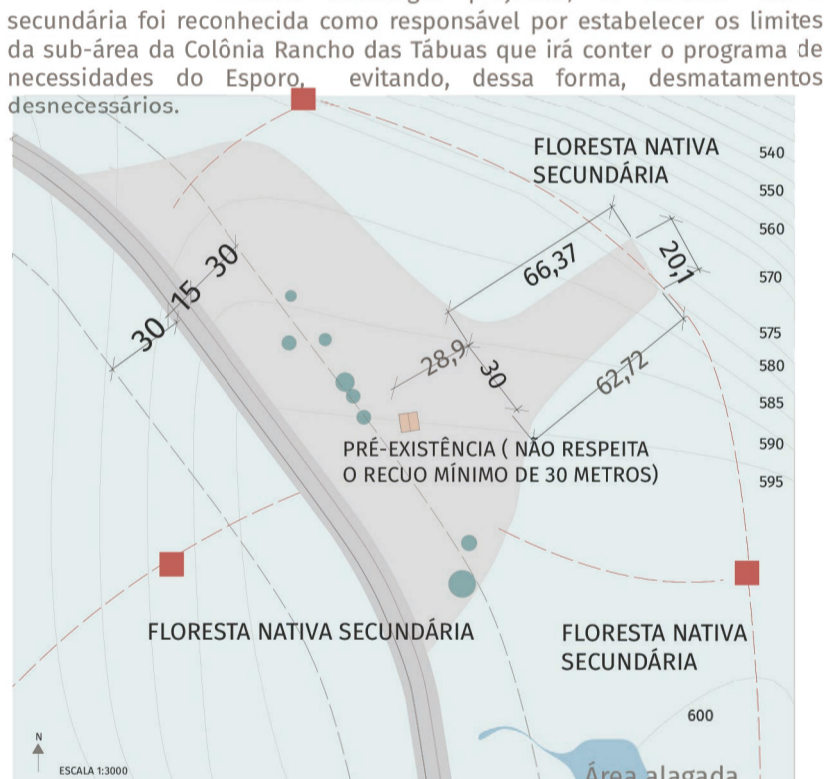 secundária foi reconhecida como responsável por estabelecer os limites
da sub-área da Colônia Rancho das Tábuas que irá conter o programa de
necessidades do Esporo, evitando, dessa forma, desmatamentos
desnecessários.
FLORESTA NATIVA
SECUNDÁRIA
540
550
560
570
575
580
585
590
595
66,37
20,1
30
15
30
28,9
30
62,72
PRÉ-EXISTÊNCIA ( NÃO RESPEITA
O RECUO MÍNIMO DE 30 METROS)
FLORESTA NATIVA SECUNDÁRIA
FLORESTA NATIVA
SECUNDÁRIA
600
N
ESCALA 1:3000
Área alagada